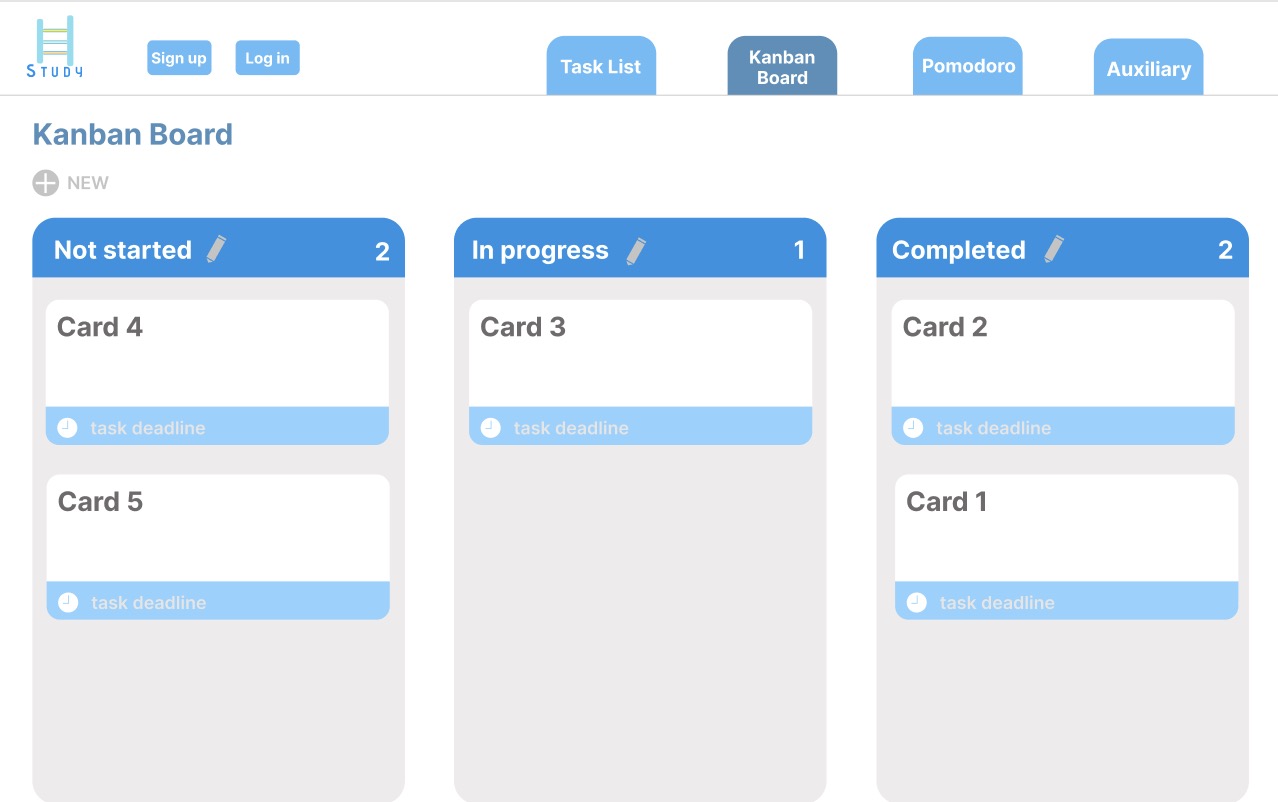 STUDY
Sign up
Log in
Task List
Kanban
Board
Pomodoro
Auxiliary
Kanban Board
NEW
Not started
2
Card 4
task deadline
Card 5
task deadline
In progress
1
Card 3
task deadline
Completed
2
Card 2
task deadline
Card 1
task deadline